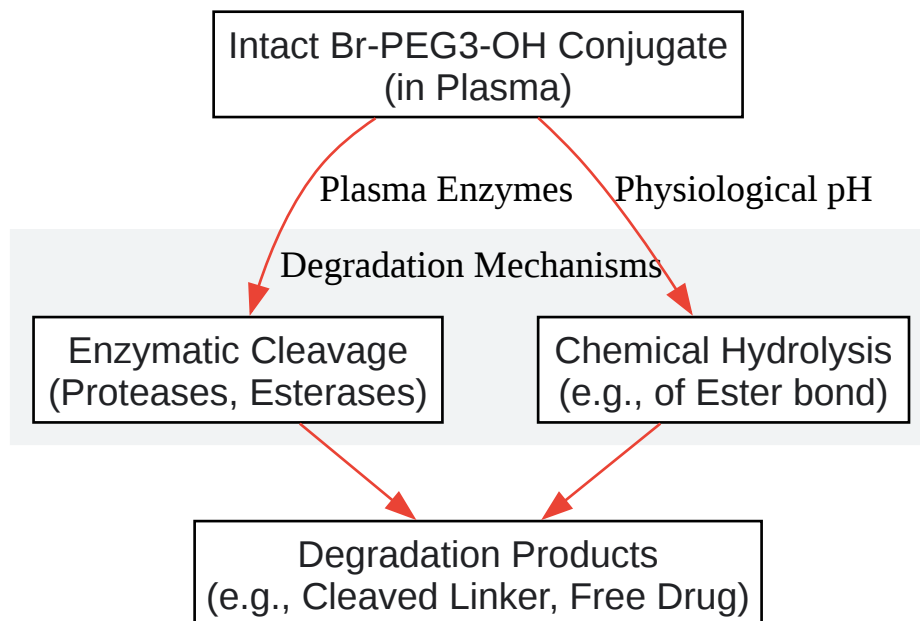 Intact Br-PEG3-OH Conjugate
(in Plasma)
Plasma Enzymes
Physiological pH
Degradation Mechanisms
Enzymatic Cleavage
(Proteases, Esterases)
Chemical Hydrolysis
(e.g., of Ester bond)
Degradation Products
(e.g., Cleaved Linker, Free Drug)